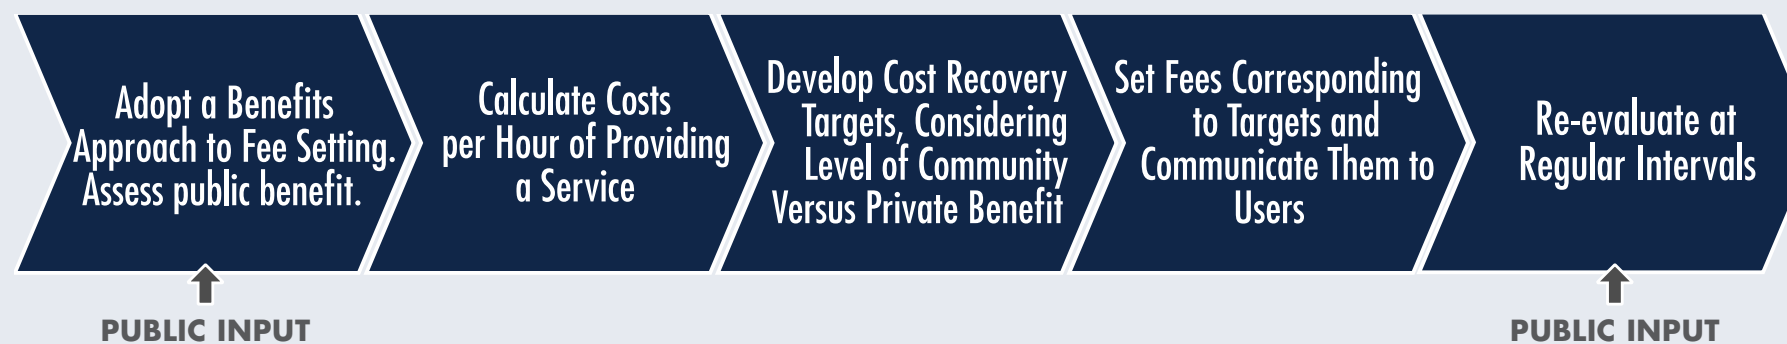 Adopt a Benefits
Approach to Fee Setting.
Assess public benefit.
Calculate Costs
per Hour of Providing
a Service
Develop Cost Recovery
Targets, Considering
Level of Community
Versus Private Benefit
Set Fees Corresponding
to Targets and
Communicate Them to
Users
Re-evaluate at
Regular Intervals
PUBLIC INPUT
PUBLIC INPUT